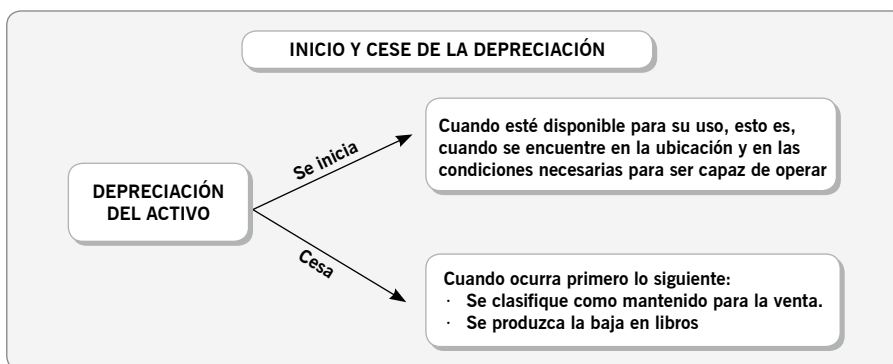 INICIO Y CESE DE LA DEPRECIACIÓN
Cuando esté disponible para su uso, esto es,
cuando se encuentre en la ubicación y en las
condiciones necesarias para ser capaz de operar
Se inicia
DEPRECIACIÓN
DEL ACTIVO
Cesa
Cuando ocurra primero lo siguiente:
· Se clasifique como mantenido para la venta.
· Se produzca la baja en libros